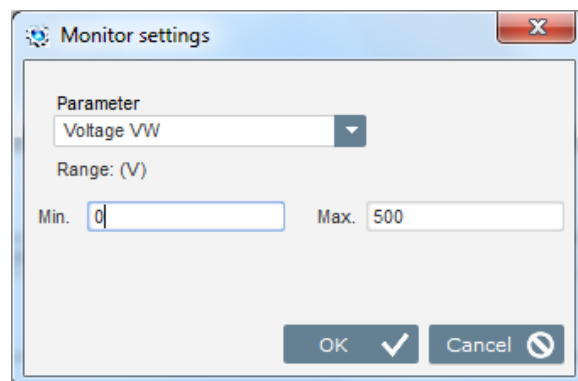 Monitor settings
Parameter
Voltage VW
Range: (V)
Min. 0 Max. 500
OK Cancel